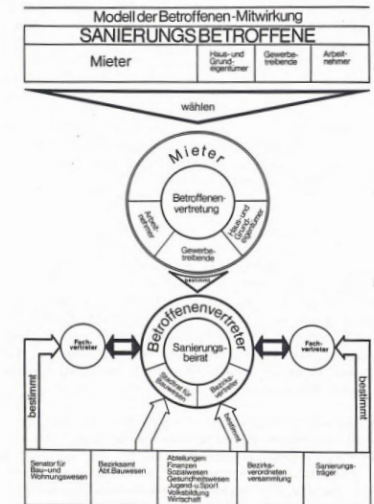 Modell der Betroffenen-Mitwirkung
SANIERUNGSBETROFFENE
Mieter
Haus- und
Grund-
eigentümer
Gewerbe-
treibende
Arbeit-
nehmer
wählen
Mieter
Betroffenen-
vertretung
Arbeit-
nehmer
Gewerbe-
treibende
Haus- und
Grund-
eigentümer
Betroffenenvertreter
Fach-
vertreter
Sanierungs-
beirat
Fach-
vertreter
Stadtrat für
Bauwesen
Bezirks-
vertreter
bestimmt
bestimmt
bestimmt
Senator für
Bau- und
Wohnungswesen
Bezirksamt
Abt. Bauwesen
Abteilungen:
Finanzen
Sozialwesen
Gesundheitswesen
Jugend u. Sport
Volksbildung
Wirtschaft
Bezirks-
verordneten
versammlung
Sanierungs-
träger